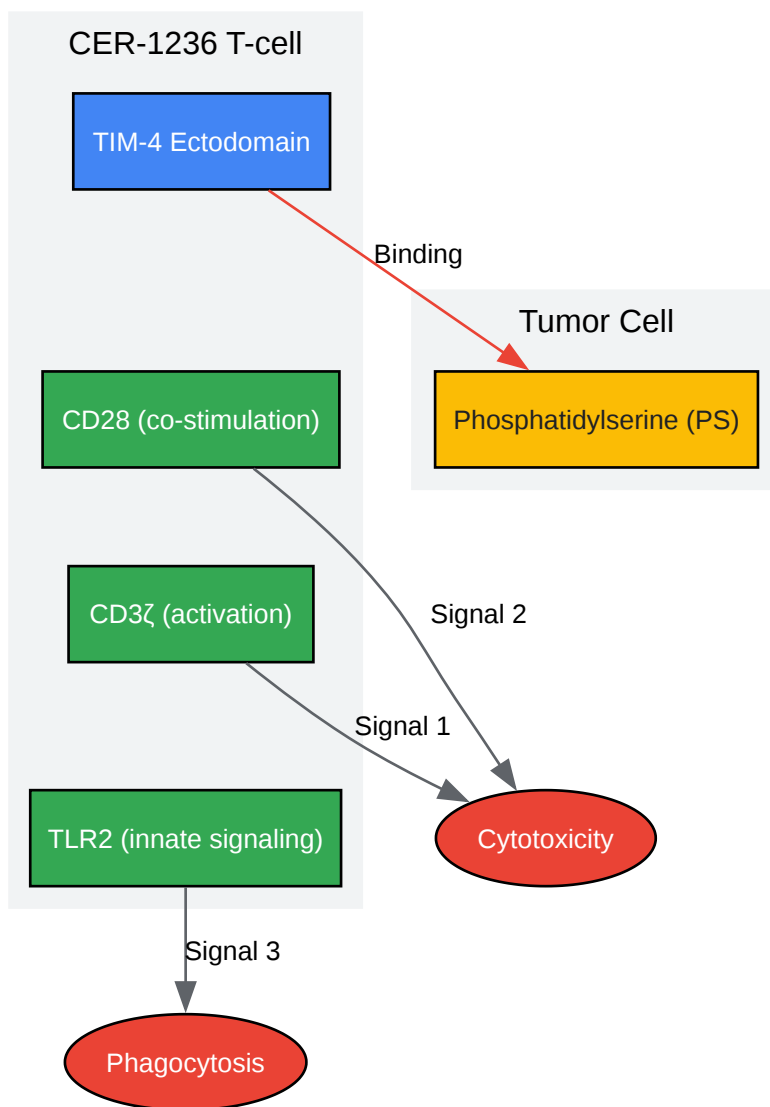 CER-1236 T-cell
TIM-4 Ectodomain
Binding
Tumor Cell
Phosphatidylserine (PS)
CD28 (co-stimulation)
CD3ζ (activation)
Signal 2
Signal 1
TLR2 (innate signaling)
Cytotoxicity
Signal 3
Phagocytosis